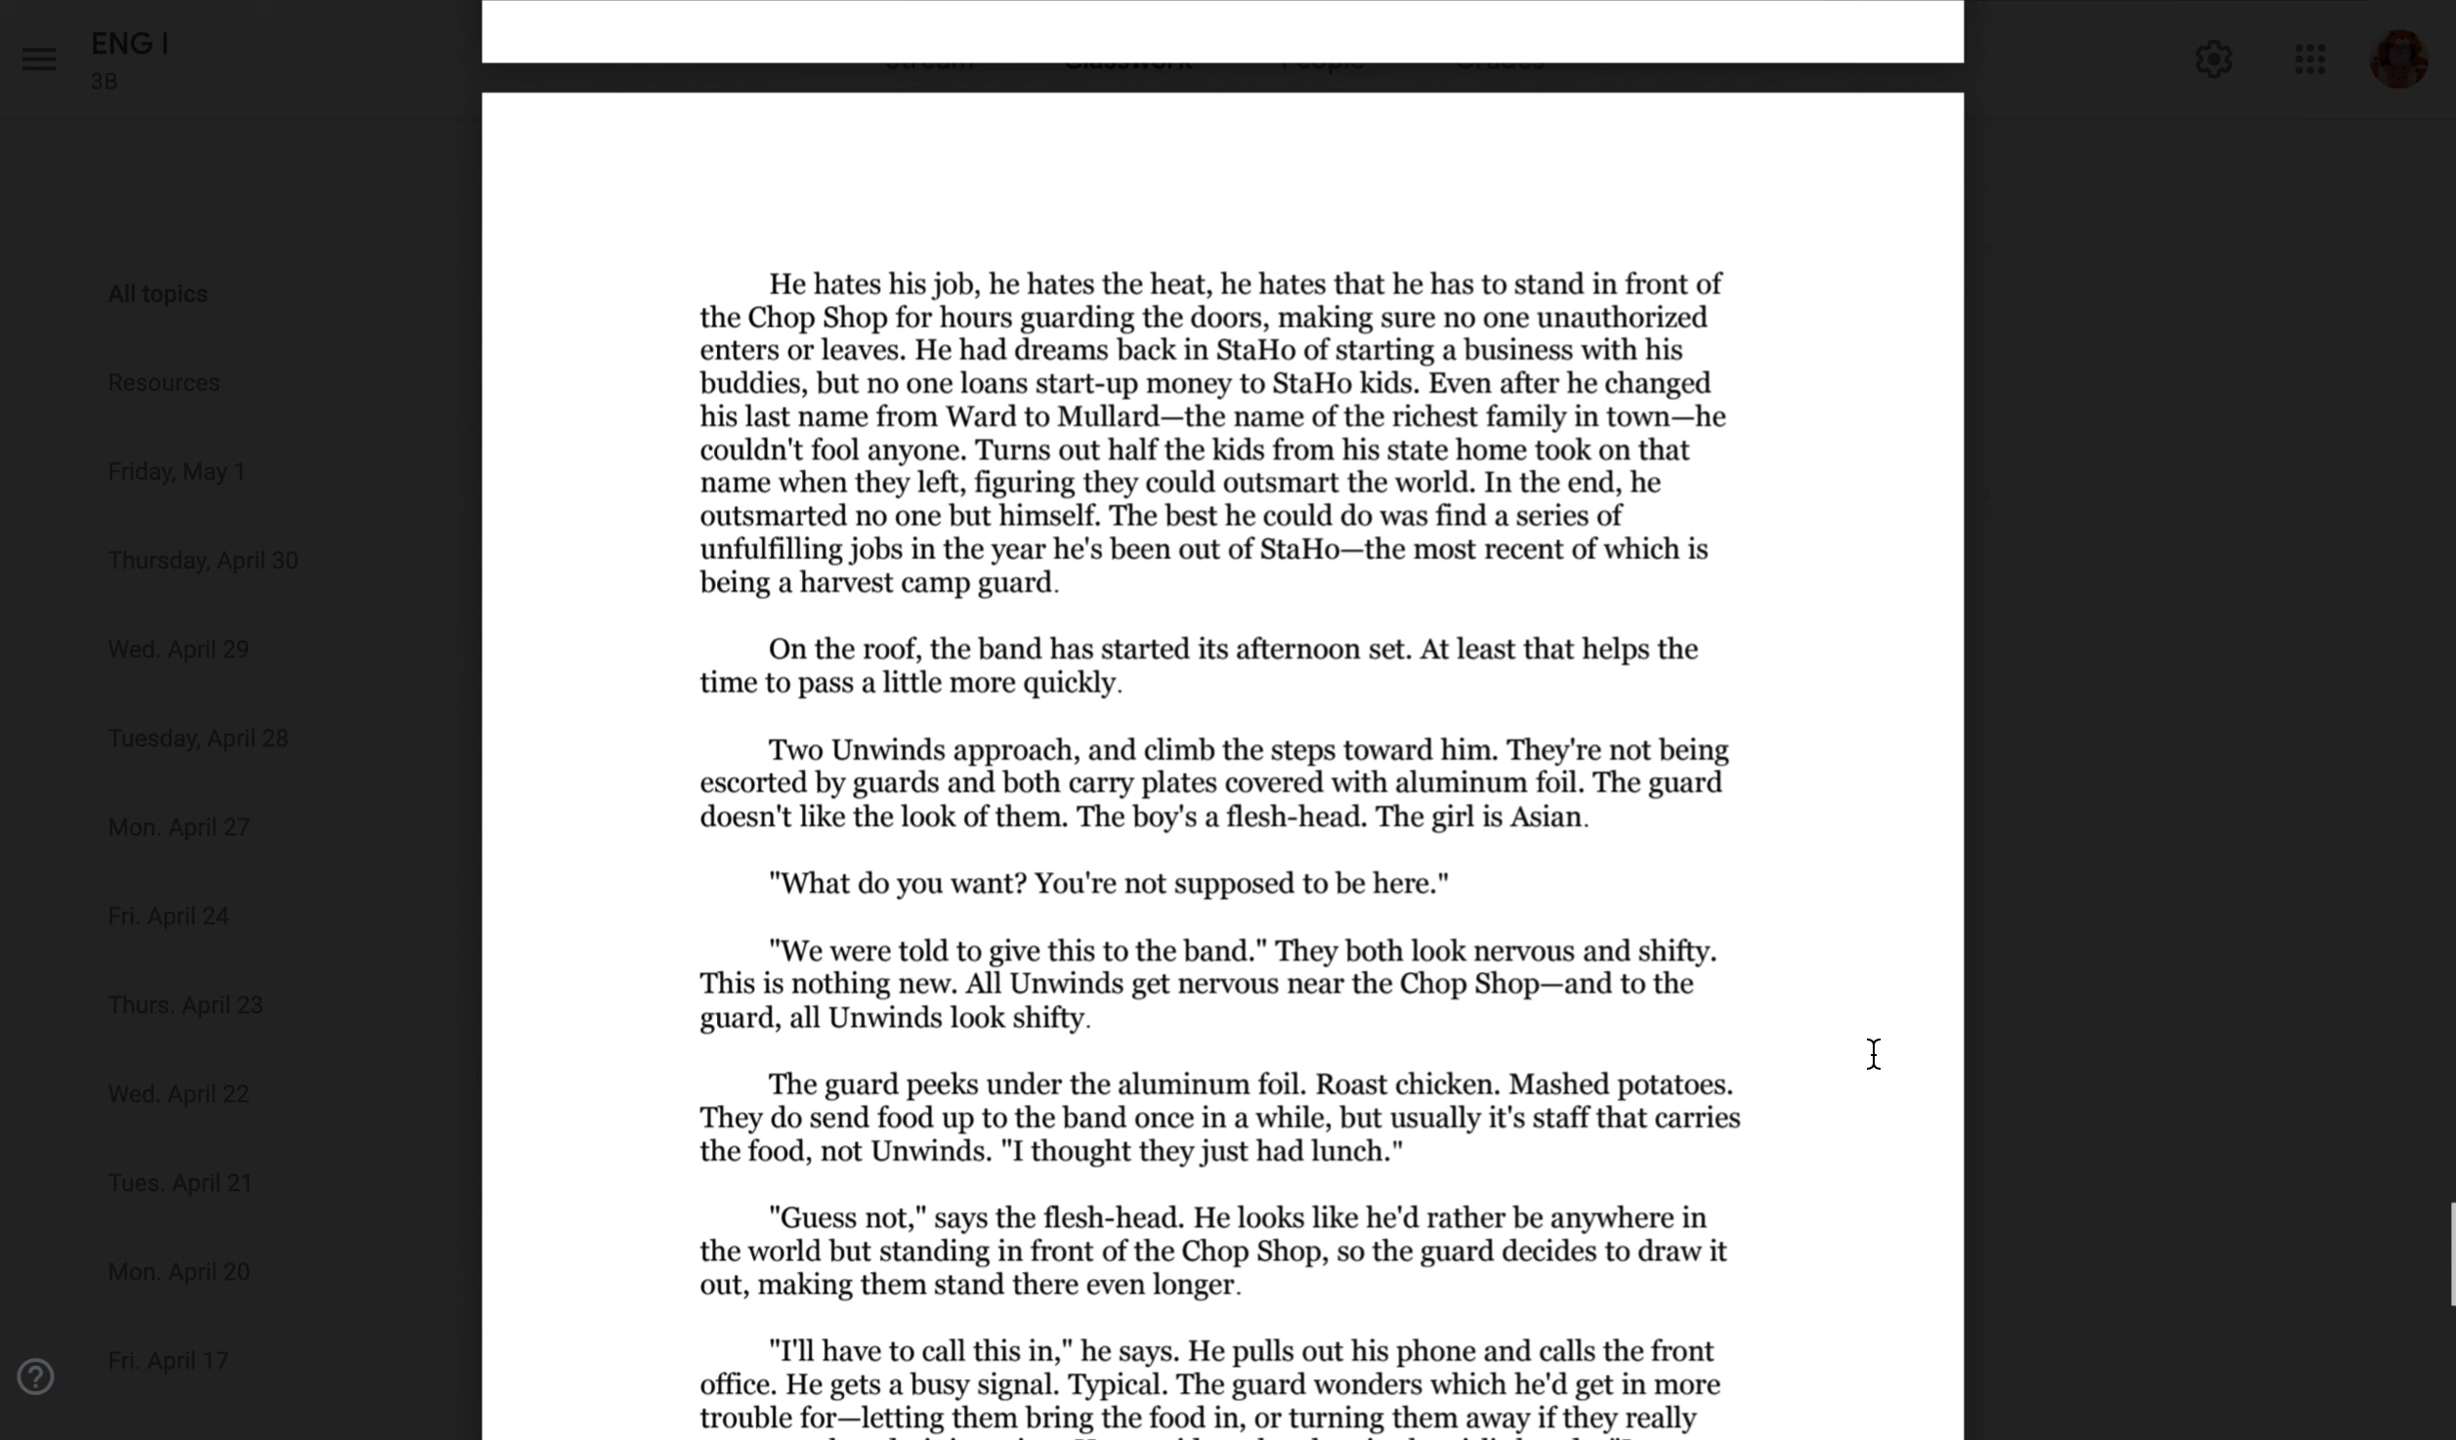 ENG I
3B
Stream Classwork People Grades
All topics
Resources
Friday, May 1
Thursday, April 30
Wed. April 29
Tuesday, April 28
Mon. April 27
Fri. April 24
Thurs. April 23
Wed. April 22
Tues. April 21
Mon. April 20
Fri. April 17
He hates his job, he hates the heat, he hates that he has to stand in front of
the Chop Shop for hours guarding the doors, making sure no one unauthorized
enters or leaves. He had dreams back in StaHo of starting a business with his
buddies, but no one loans start-up money to StaHo kids. Even after he changed
his last name from Ward to Mullard—the name of the richest family in town—he
couldn't fool anyone. Turns out half the kids from his state home took on that
name when they left, figuring they could outsmart the world. In the end, he
outsmarted no one but himself. The best he could do was find a series of
unfulfilling jobs in the year he's been out of StaHo—the most recent of which is
being a harvest camp guard.
On the roof, the band has started its afternoon set. At least that helps the
time to pass a little more quickly.
Two Unwinds approach, and climb the steps toward him. They're not being
escorted by guards and both carry plates covered with aluminum foil. The guard
doesn't like the look of them. The boy's a flesh-head. The girl is Asian.
"What do you want? You're not supposed to be here."
"We were told to give this to the band." They both look nervous and shifty.
This is nothing new. All Unwinds get nervous near the Chop Shop—and to the
guard, all Unwinds look shifty.
The guard peeks under the aluminum foil. Roast chicken. Mashed potatoes.
They do send food up to the band once in a while, but usually it's staff that carries
the food, not Unwinds. "I thought they just had lunch."
"Guess not," says the flesh-head. He looks like he'd rather be anywhere in
the world but standing in front of the Chop Shop, so the guard decides to draw it
out, making them stand there even longer.
"I'll have to call this in," he says. He pulls out his phone and calls the front
office. He gets a busy signal. Typical. The guard wonders which he'd get in more
trouble for—letting them bring the food in, or turning them away if they really